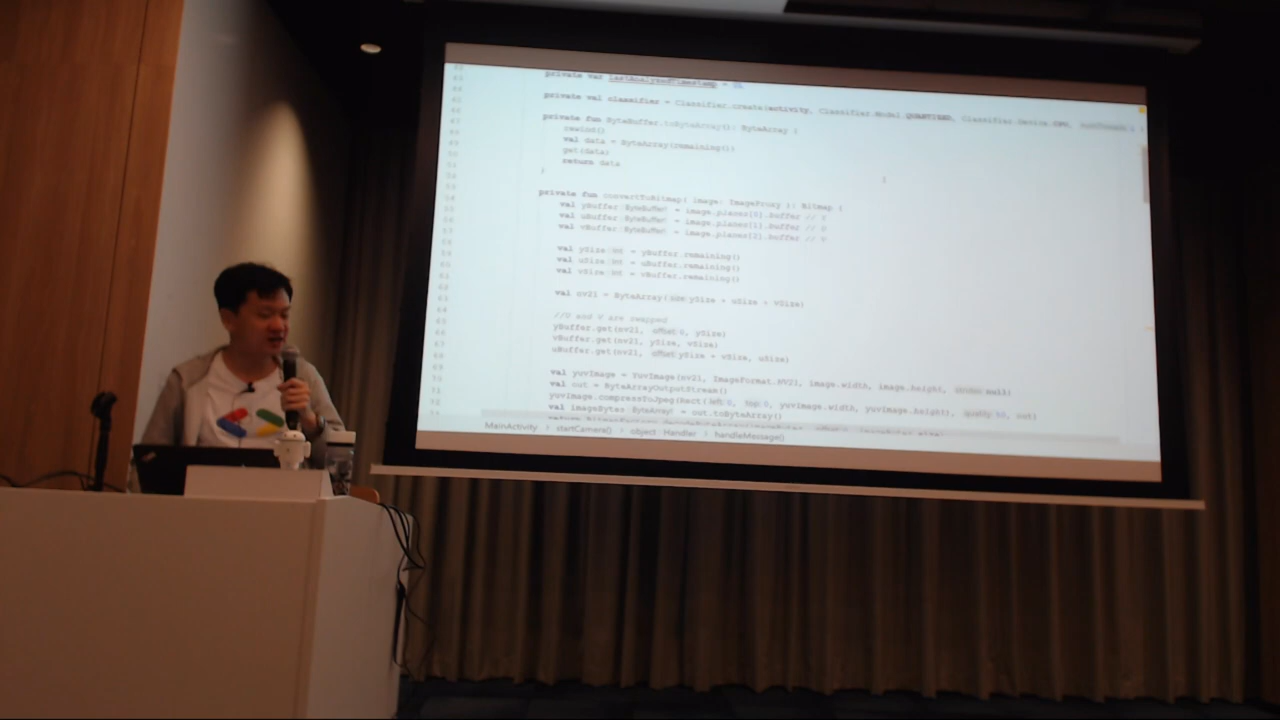 private var lastAnalyzedTimestamp =
private val classifier = Classifier.create(activity, Classifier.Model.QUANTIZED, Classifier.Device.CPU,
private fun ByteBuffer.toByteArray(): ByteArray {
rewind()
val data = ByteArray(remaining())
get(data)
return data
}
private fun convertToBitmap( image: ImageProxy ): Bitmap {
val yBuffer: ByteBuffer! = image.planes[0].buffer // Y
val uBuffer: ByteBuffer! = image.planes[1].buffer // U
val vBuffer: ByteBuffer! = image.planes[2].buffer // V
val ySize: Int = yBuffer.remaining()
val uSize: Int = uBuffer.remaining()
val vSize: Int = vBuffer.remaining()
val nv21 = ByteArray( size: ySize + uSize + vSize)
//U and V are swapped
yBuffer.get(nv21, offset: 0, ySize)
vBuffer.get(nv21, ySize, vSize)
uBuffer.get(nv21, offset: ySize + vSize, uSize)
val yuvImage = YuvImage(nv21, ImageFormat.NV21, image.width, image.height, strides: null)
val out = ByteArrayOutputStream()
yuvImage.compressToJpeg(Rect( left: 0, top: 0, yuvImage.width, yuvImage.height), quality: 50, out)
val imageBytes: ByteArray! = out.toByteArray()
MainActivity › startCamera() › object : Handler › handleMessage()